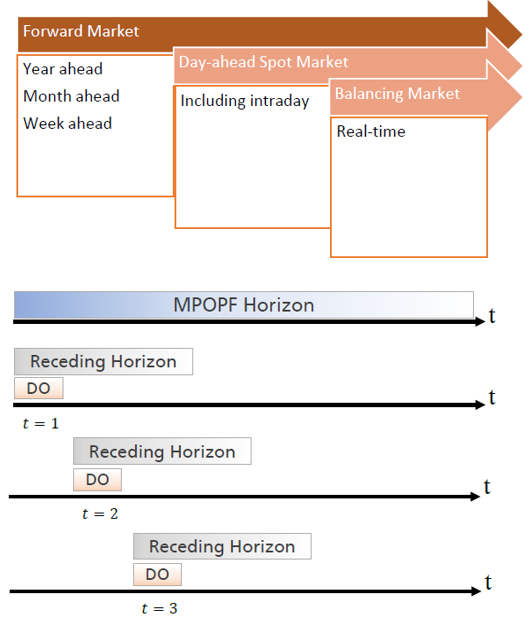 Forward Market
Year ahead
Month ahead
Week ahead
Day-ahead Spot Market
Including intraday
Balancing Market
Real-time
MPOPF Horizon
t
Receding Horizon
DO
t
t = 1
Receding Horizon
DO
t
t = 2
Receding Horizon
DO
t
t = 3